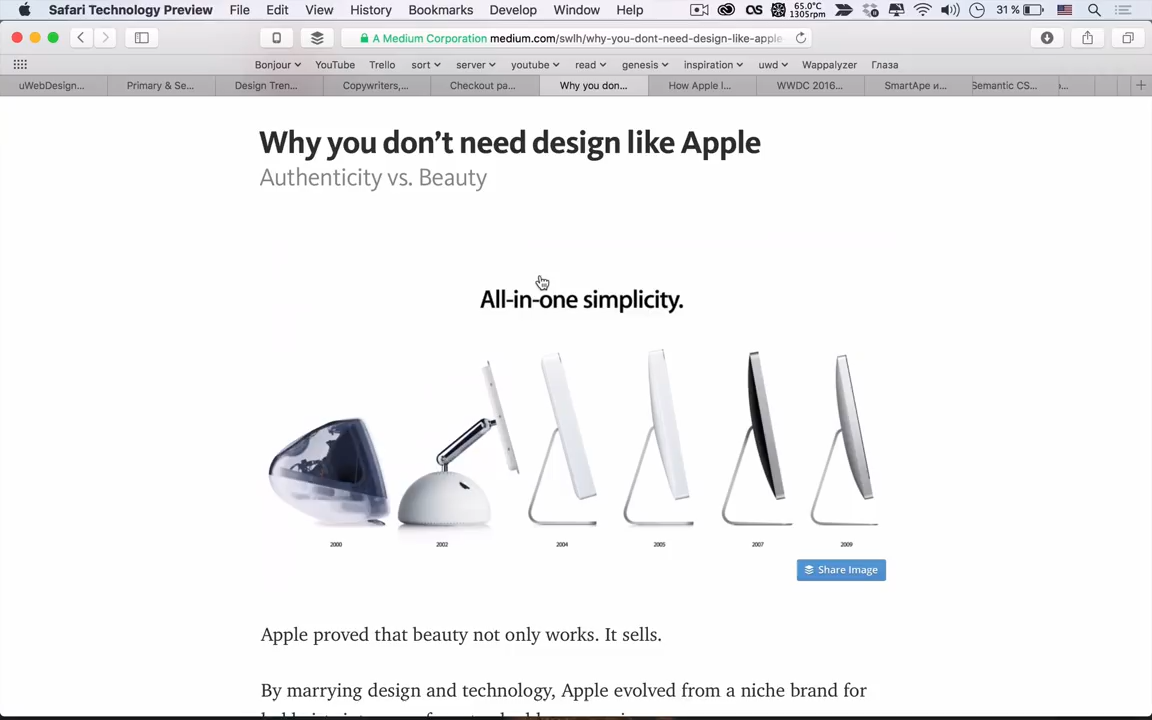 Safari Technology Preview File Edit View History Bookmarks Develop Window Help 65.0°C 1305rpm 31 %
A Medium Corporation medium.com/swlh/why-you-dont-need-design-like-apple
Bonjour YouTube Trello sort server youtube read genesis inspiration uwd Wappalyzer Глаза
uWebDesign... Primary & Se... Design Tren... Copywriters,... Checkout pa... Why you don... How Apple I... WWDC 2016... SmartApe и... Semantic CS...
Why you don't need design like Apple
Authenticity vs. Beauty
All-in-one simplicity.
2000 2002 2004 2005 2007 2009
Share Image
Apple proved that beauty not only works. It sells.
By marrying design and technology, Apple evolved from a niche brand for